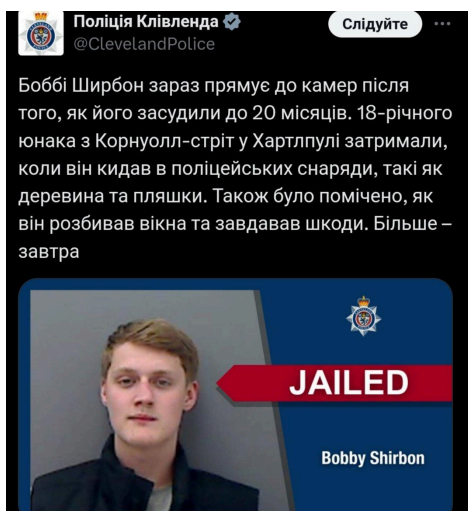 Поліція Клівленда
Слідуйте
@ClevelandPolice
Боббі Ширбон зараз прямує до камер після
того, як його засудили до 20 місяців. 18-річного
юнака з Корнуолл-стріт у Хартлпулі затримали,
коли він кидав в поліцейських снаряди, такі як
деревина та пляшки. Також було помічено, як
він розбивав вікна та завдавав шкоди. Більше –
завтра
JAILED
Bobby Shirbon